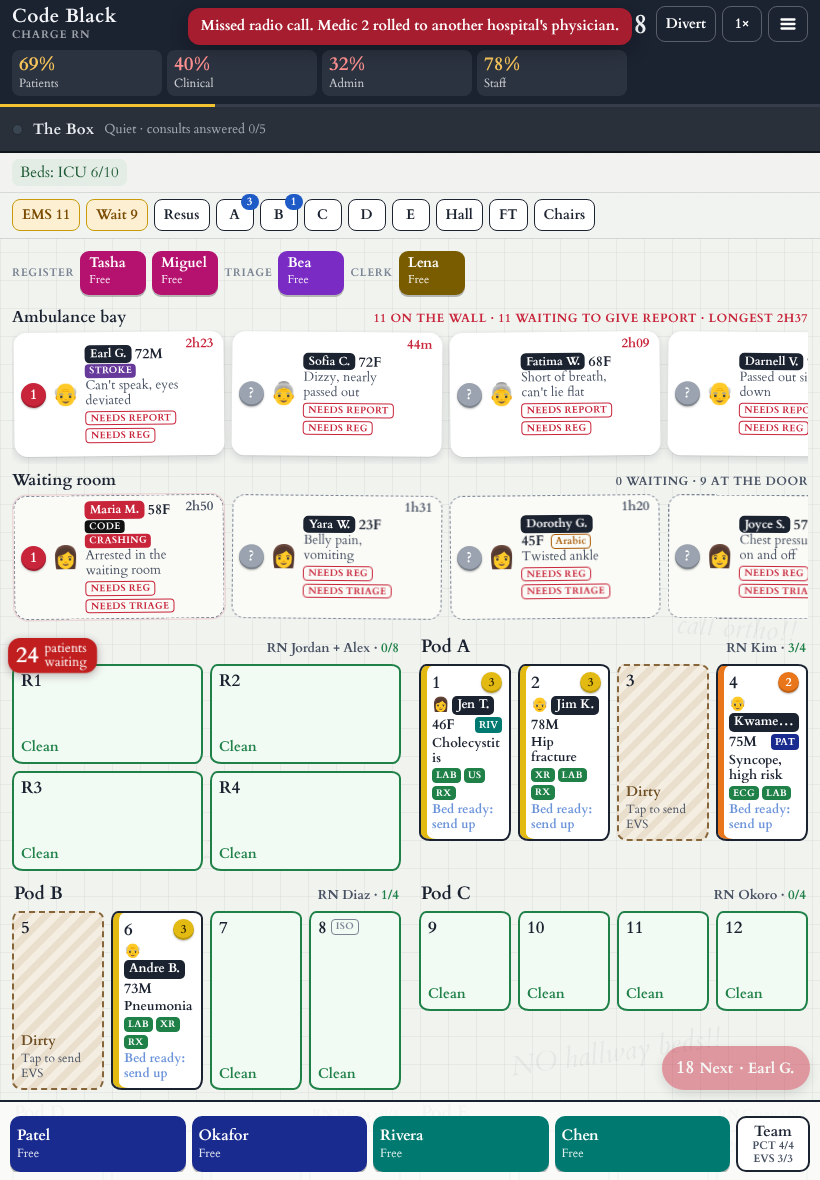 Code Black
CHARGE RN
Missed radio call. Medic 2 rolled to another hospital's physician.
8
Divert
1×
69%
Patients
40%
Clinical
32%
Admin
78%
Staff
The Box
Quiet · consults answered 0/5
Beds: ICU 6/10
EMS 11
Wait 9
Resus
A
3
B
1
C
D
E
Hall
FT
Chairs
REGISTER
Tasha
Free
Miguel
Free
TRIAGE
Bea
Free
CLERK
Lena
Free
Ambulance bay
11 ON THE WALL · 11 WAITING TO GIVE REPORT · LONGEST 2H37
2h23
1
Earl G. 72M
STROKE
Can't speak, eyes
deviated
NEEDS REPORT
NEEDS REG
44m
?
Sofia C. 72F
Dizzy, nearly
passed out
NEEDS REPORT
NEEDS REG
2h09
?
Fatima W. 68F
Short of breath,
can't lie flat
NEEDS REPORT
NEEDS REG
?
Darnell V.
Passed out si
down
NEEDS REPO
NEEDS REG
Waiting room
0 WAITING · 9 AT THE DOOR
2h50
1
Maria M. 58F
CODE
CRASHING
Arrested in the
waiting room
NEEDS REG
NEEDS TRIAGE
1h31
?
Yara W. 23F
Belly pain,
vomiting
NEEDS REG
NEEDS TRIAGE
1h20
?
Dorothy G.
45F Arabic
Twisted ankle
NEEDS REG
NEEDS TRIAGE
?
Joyce S. 57
Chest pressu
on and off
NEEDS REG
NEEDS TRIA
call ortho!!
24 patients
waiting
RN Jordan + Alex · 0/8
R1
Clean
R2
Clean
R3
Clean
R4
Clean
Pod A
RN Kim · 3/4
1
3
Jen T.
46F RIV
Cholecystit
is
LAB US
RX
Bed ready:
send up
2
3
Jim K.
78M
Hip
fracture
XR LAB
RX
Bed ready:
send up
3
Dirty
Tap to send
EVS
4
2
Kwame…
75M PAT
Syncope,
high risk
ECG LAB
Bed ready:
send up
Pod B
RN Diaz · 1/4
5
Dirty
Tap to send
EVS
6
3
Andre B.
73M
Pneumonia
LAB XR
RX
Bed ready:
send up
7
Clean
8 ISO
Clean
Pod C
RN Okoro · 0/4
9
Clean
10
Clean
11
Clean
12
Clean
NO hallway beds!!
18 Next · Earl G.
Patel
Free
Okafor
Free
Rivera
Free
Chen
Free
Team
PCT 4/4
EVS 3/3